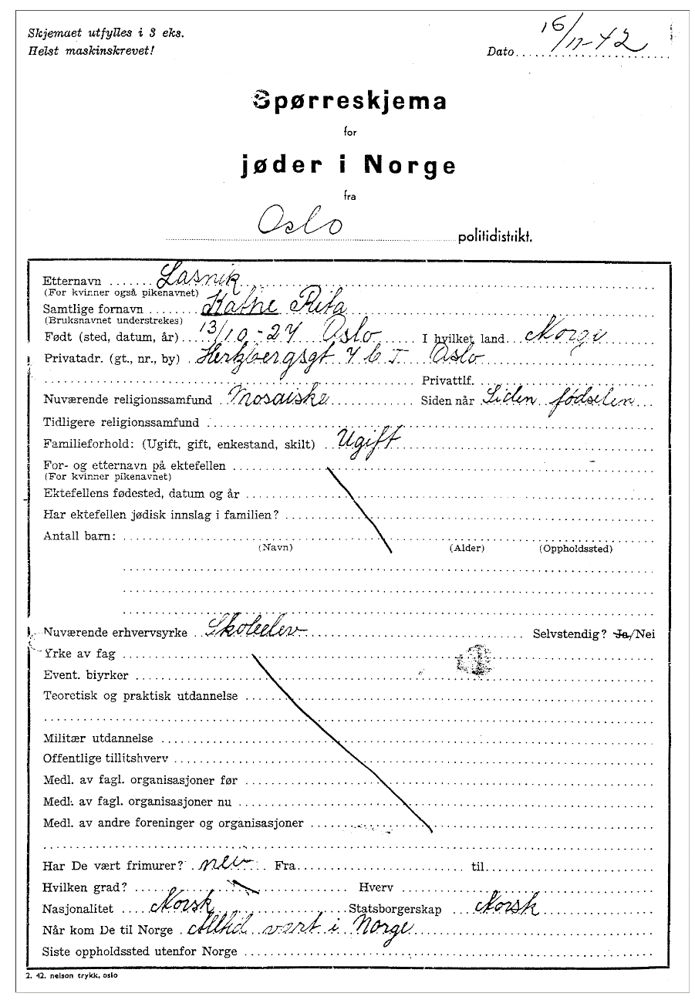 Skjemaet utfylles i 3 eks.
Helst maskinskrevet!
Dato 16/11-42
Spørreskjema
for
jøder i Norge
fra
Oslo politidistrikt.
Etternavn Lasnik
(For kvinner også pikenavnet)
Samtlige fornavn Kathe Rita
(Bruksnavnet understrekes)
Født (sted, datum, år) 13/10-27 Oslo I hvilket land Norge
Privatadr. (gt., nr., by) Hertzbergsgt 7 b I Oslo
Privattlf.
Nuværende religionssamfund Mosaiske Siden når Siden fødselen
Tidligere religionssamfund
Familieforhold: (Ugift, gift, enkestand, skilt) Ugift
For- og etternavn på ektefellen
(For kvinner pikenavnet)
Ektefellens fødested, datum og år
Har ektefellen jødisk innslag i familien?
Antall barn:
(Navn) (Alder) (Oppholdssted)
Nuværende erhvervsyrke Skoleelev Selvstendig? Ja/Nei
Yrke av fag
Event. biyrker
Teoretisk og praktisk utdannelse
Militær utdannelse
Offentlige tillitshverv
Medl. av fagl. organisasjoner før
Medl. av fagl. organisasjoner nu
Medl. av andre foreninger og organisasjoner
Har De vært frimurer? nei Fra til
Hvilken grad? Hverv
Nasjonalitet Norsk Statsborgerskap Norsk
Når kom De til Norge Alltid vært i Norge
Siste oppholdssted utenfor Norge
2. 42. nelson trykk, oslo